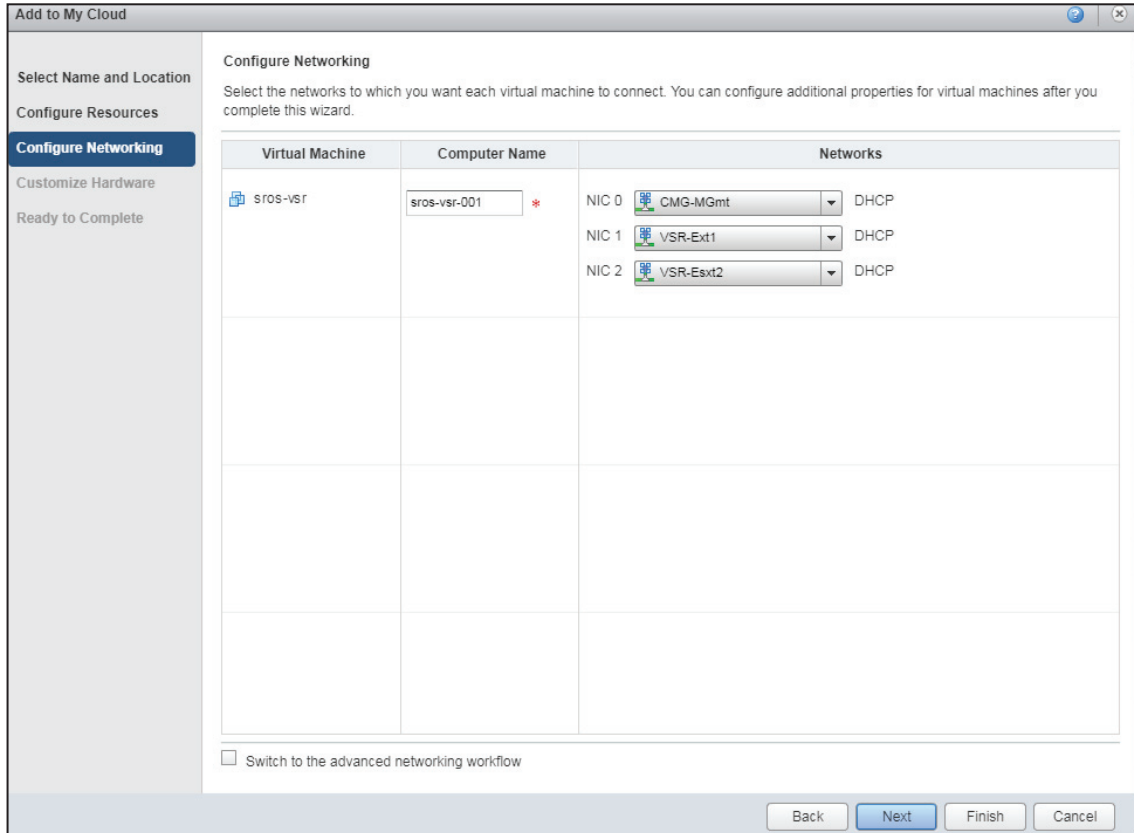 Add to My Cloud
Select Name and Location
Configure Resources
Configure Networking
Customize Hardware
Ready to Complete
Configure Networking
Select the networks to which you want each virtual machine to connect. You can configure additional properties for virtual machines after you
complete this wizard.
Virtual Machine Computer Name Networks
sros-vsr sros-vsr-001 * NIC 0 CMG-MGmt DHCP
NIC 1 VSR-Ext1 DHCP
NIC 2 VSR-Esxt2 DHCP
Switch to the advanced networking workflow
Back Next Finish Cancel